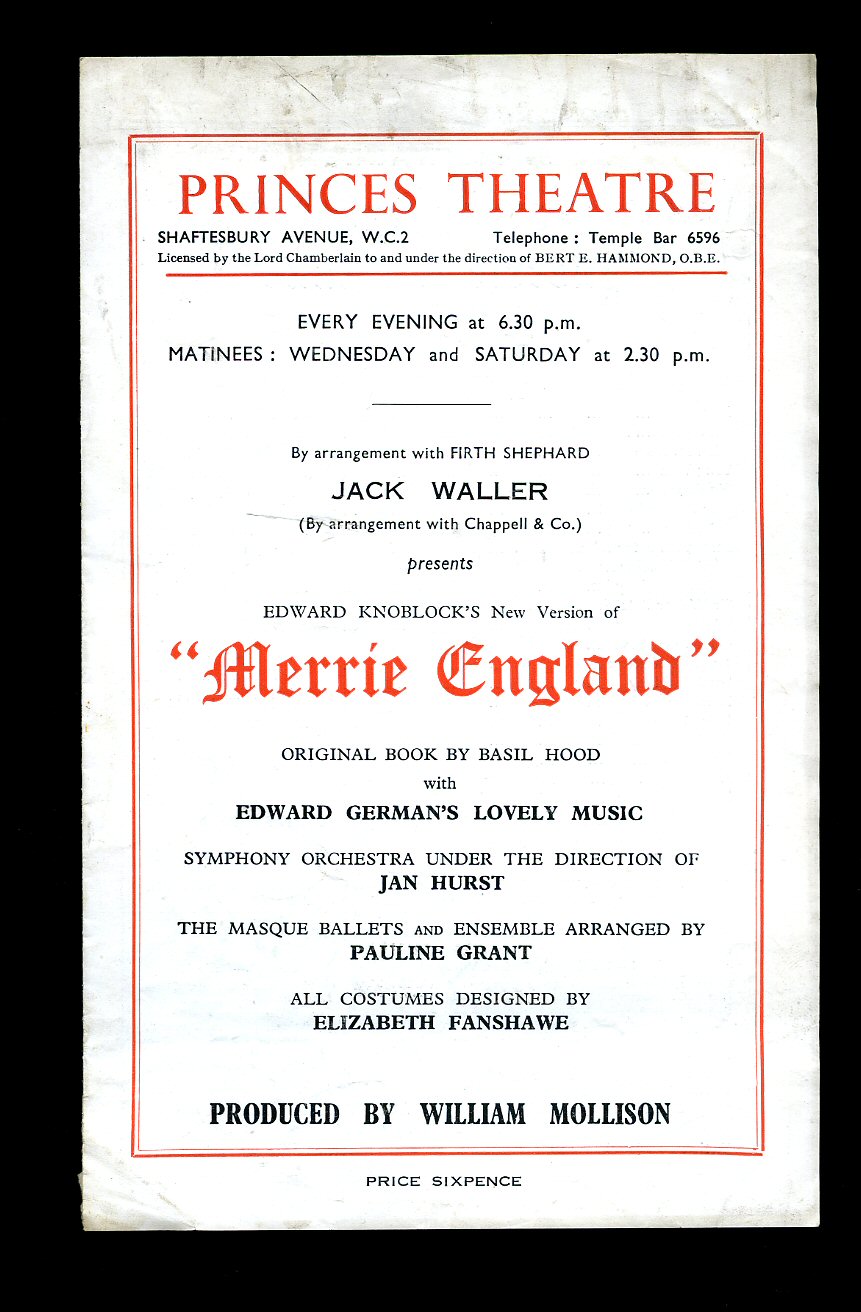 PRINCES THEATRE
SHAFTESBURY AVENUE, W.C.2 Telephone : Temple Bar 6596
Licensed by the Lord Chamberlain to and under the direction of BERT E. HAMMOND, O.B.E.
EVERY EVENING at 6.30 p.m.
MATINEES : WEDNESDAY and SATURDAY at 2.30 p.m.
By arrangement with FIRTH SHEPHARD
JACK WALLER
(By arrangement with Chappell & Co.)
presents
EDWARD KNOBLOCK'S New Version of
"Merrie England"
ORIGINAL BOOK BY BASIL HOOD
with
EDWARD GERMAN'S LOVELY MUSIC
SYMPHONY ORCHESTRA UNDER THE DIRECTION OF
JAN HURST
THE MASQUE BALLETS AND ENSEMBLE ARRANGED BY
PAULINE GRANT
ALL COSTUMES DESIGNED BY
ELIZABETH FANSHAWE
PRODUCED BY WILLIAM MOLLISON
PRICE SIXPENCE